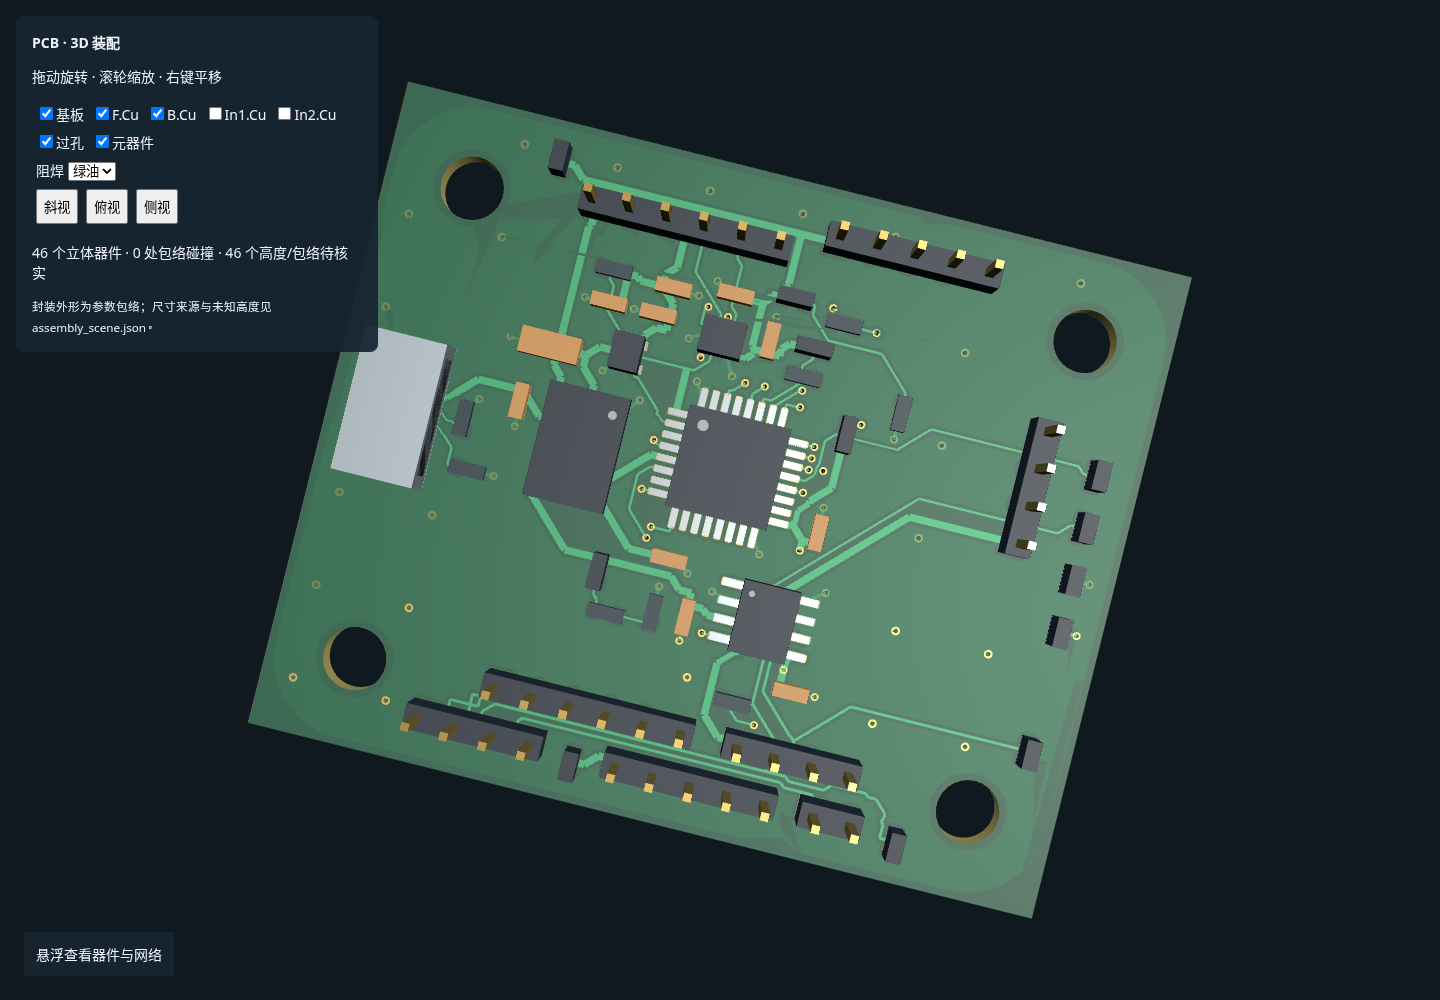 PCB · 3D 装配
拖动旋转 · 滚轮缩放 · 右键平移
基板 F.Cu B.Cu In1.Cu In2.Cu
过孔 元器件
阻焊 绿油
斜视 俯视 侧视
46 个立体器件 · 0 处包络碰撞 · 46 个高度/包络待核
实
封装外形为参数包络；尺寸来源与未知高度见
assembly_scene.json。
悬浮查看器件与网络